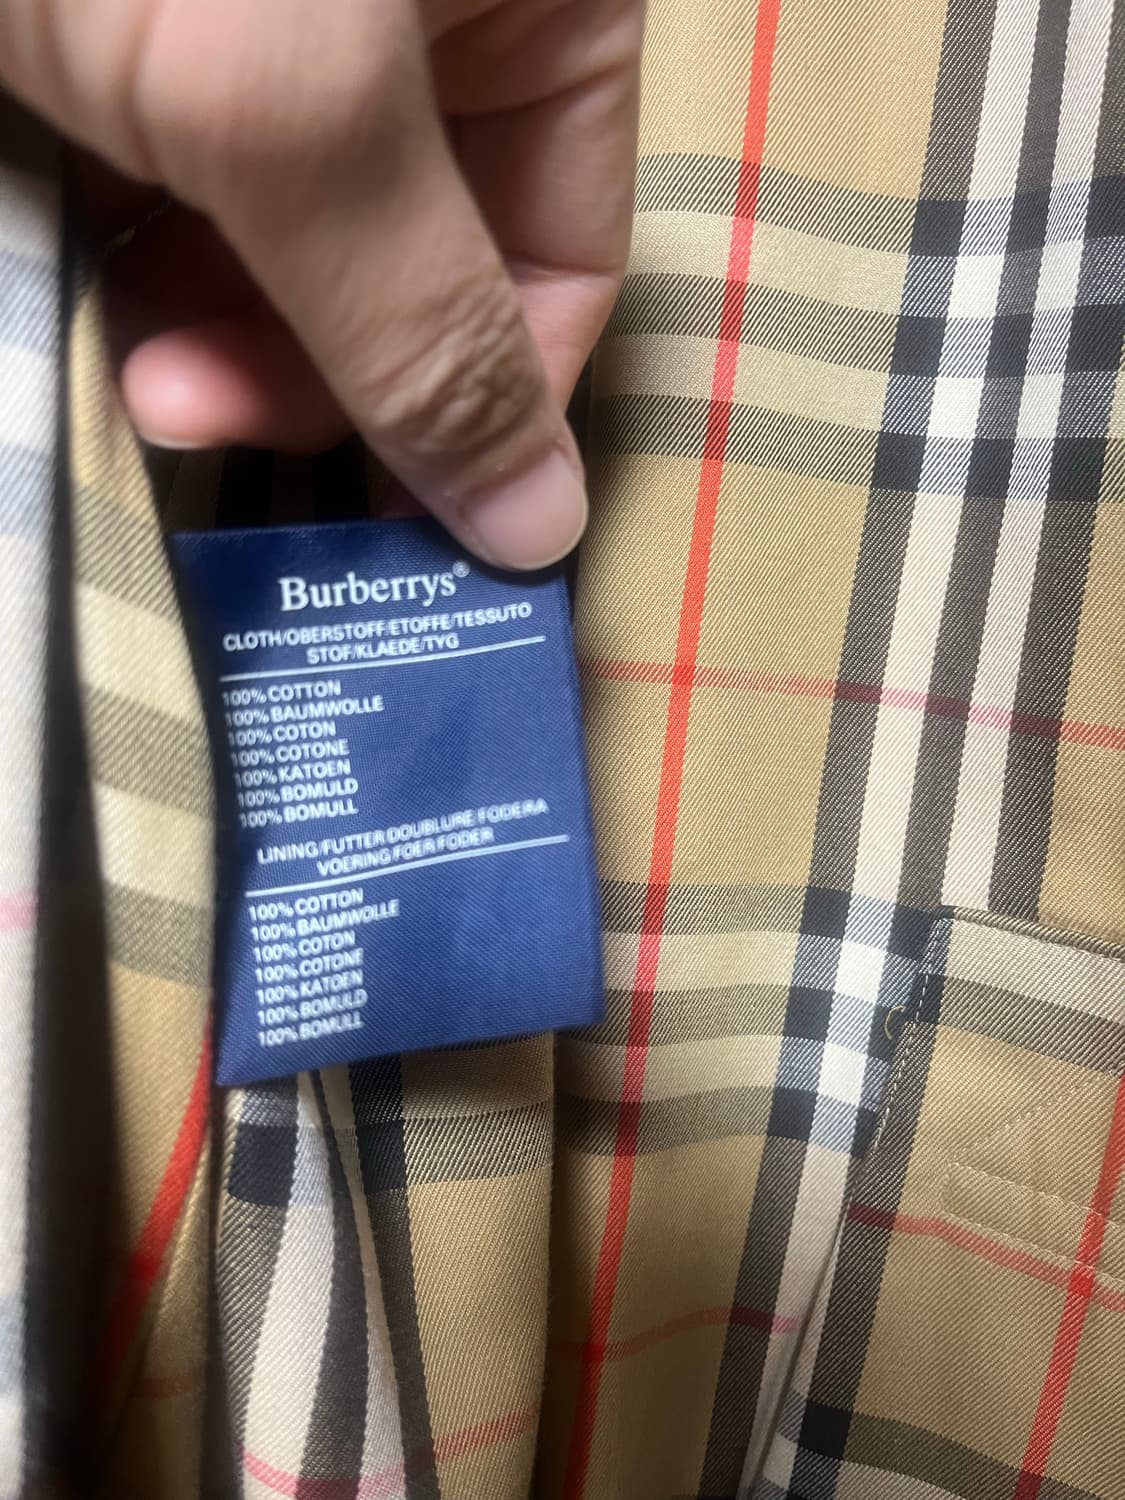 Burberrys®
CLOTH/OBERSTOFF/ETOFFE/TESSUTO
STOF/KLAEDE/TYG
100% COTTON
100% BAUMWOLLE
100% COTON
100% COTONE
100% KATOEN
100% BOMULD
100% BOMULL
LINING/FUTTER DOUBLURE FODERA
VOERING FOER FODER
100% COTTON
100% BAUMWOLLE
100% COTON
100% COTONE
100% KATOEN
100% BOMULD
100% BOMULL